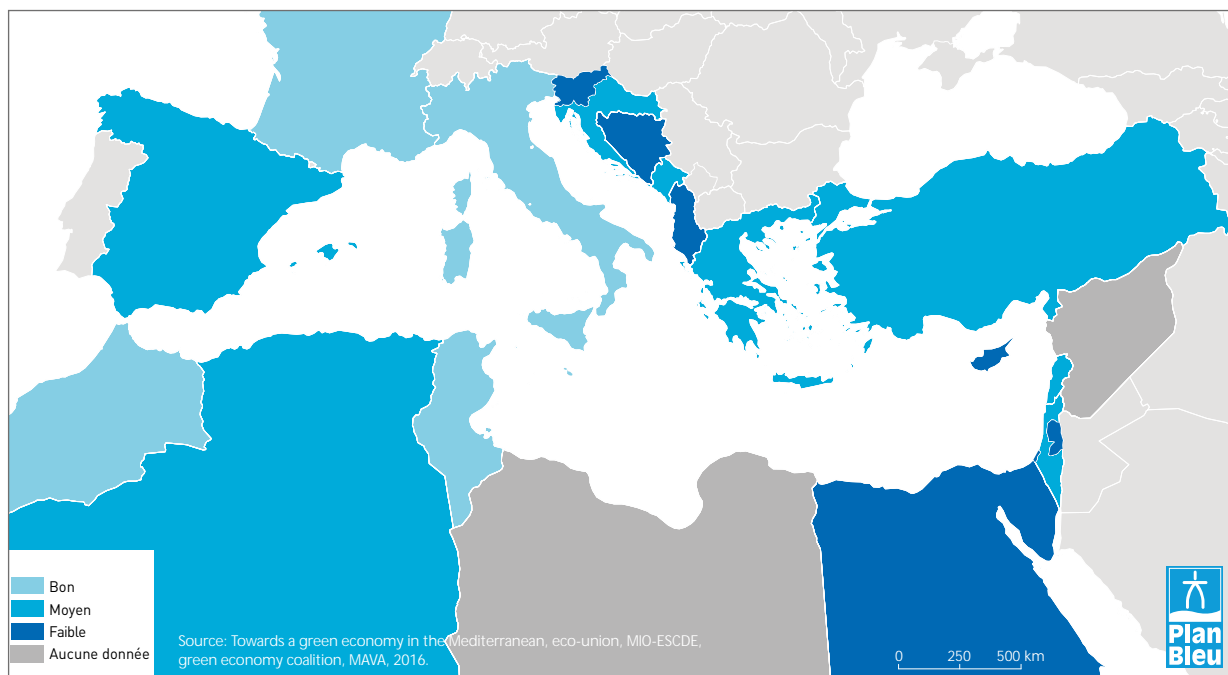 Bon
Moyen
Faible
Aucune donnée
Source: Towards a green economy in the Mediterranean, eco-union, MIO-ESCDE,
green economy coalition, MAVA, 2016.
0 250 500 km
Plan
Bleu